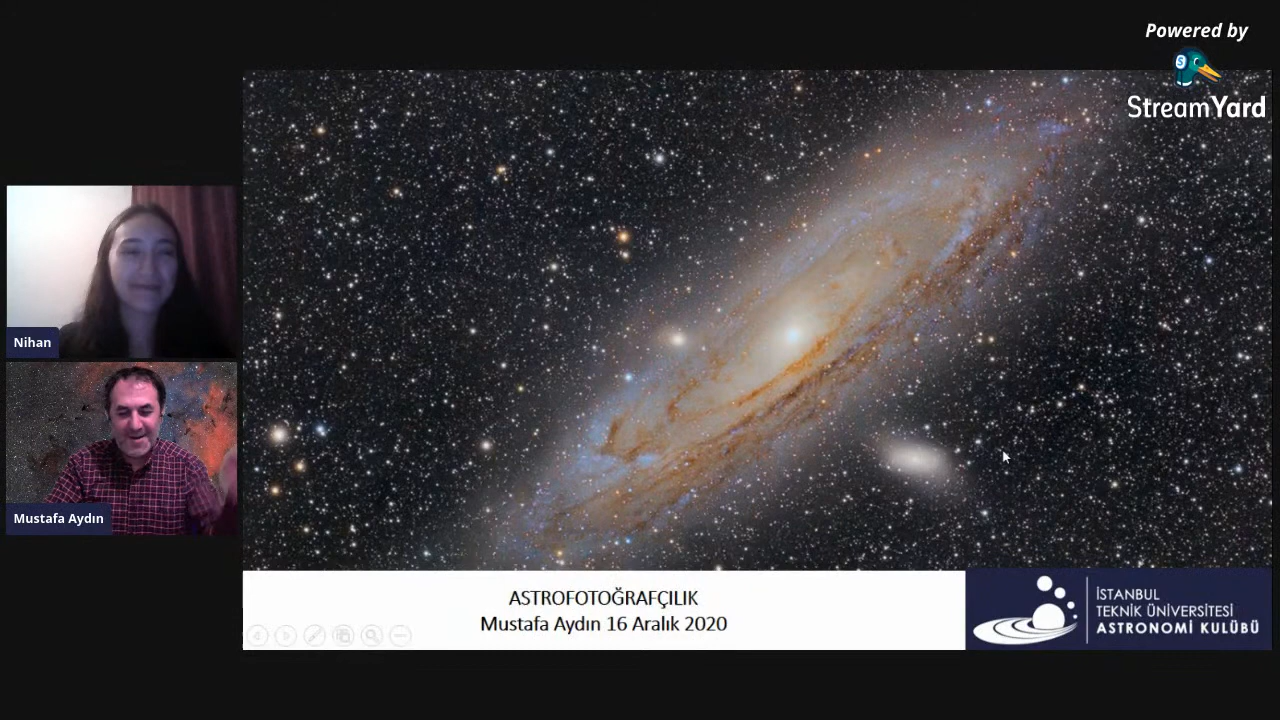 Powered by
StreamYard
Nihan
Mustafa Aydın
ASTROFOTOĞRAFÇILIK
Mustafa Aydın 16 Aralık 2020
İSTANBUL
TEKNİK ÜNİVERSİTESİ
ASTRONOMİ KULÜBÜ